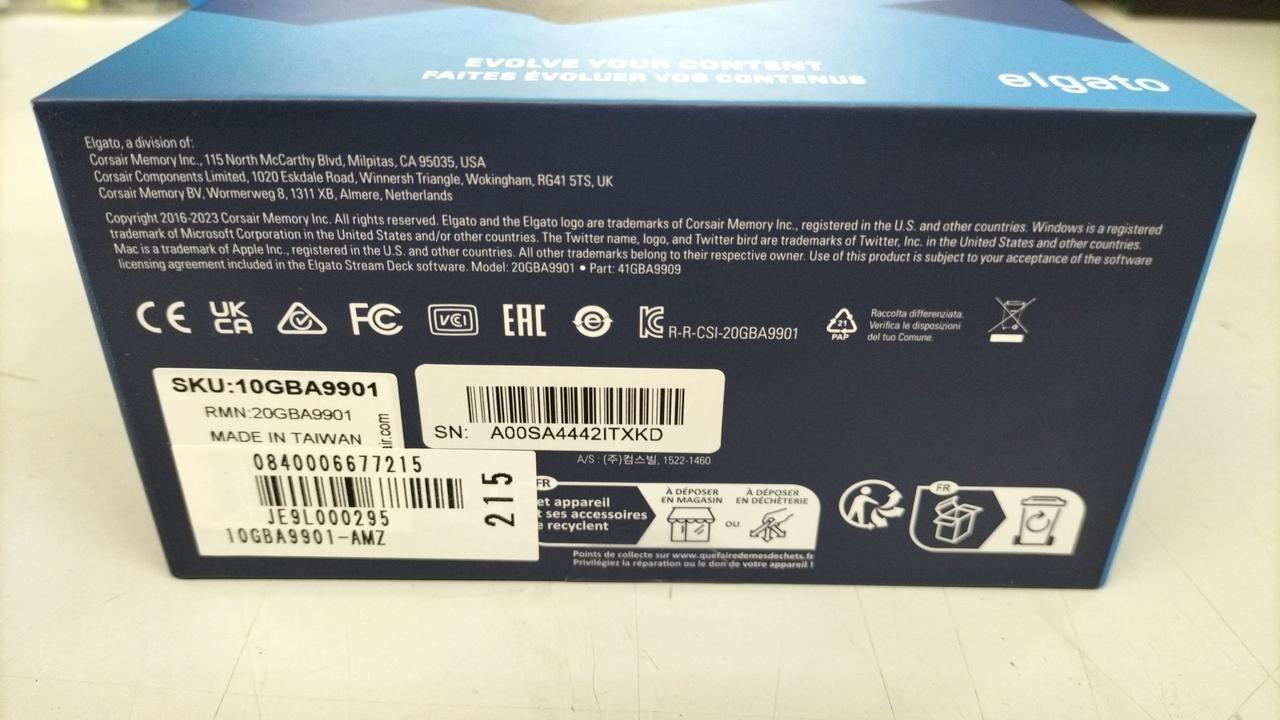 EVOLVE YOUR CONTENT
FAITES ÉVOLUER VOS CONTENUS
elgato
Elgato, a division of:
Corsair Memory Inc., 115 North McCarthy Blvd, Milpitas, CA 95035, USA
Corsair Components Limited, 1020 Eskdale Road, Winnersh Triangle, Wokingham, RG41 5TS, UK
Corsair Memory BV, Wormerweg 8, 1311 XB, Almere, Netherlands
Copyright 2016-2023 Corsair Memory Inc. All rights reserved. Elgato and the Elgato logo are trademarks of Corsair Memory Inc., registered in the U.S. and other countries. Windows is a registered
trademark of Microsoft Corporation in the United States and/or other countries. The Twitter name, logo, and Twitter bird are trademarks of Twitter, Inc. in the United States and other countries.
Mac is a trademark of Apple Inc., registered in the U.S. and other countries. All other trademarks belong to their respective owner. Use of this product is subject to your acceptance of the software
licensing agreement included in the Elgato Stream Deck software. Model: 20GBA9901 • Part: 41GBA9909
CE
UK
CA
FC
VCI
EAC
R-R-CSI-20GBA9901
21
PAP
Raccolta differenziata.
Verifica le disposizioni
del tuo Comune.
SKU:10GBA9901
RMN:20GBA9901
MADE IN TAIWAN
air.com
SN: A00SA4442ITXKD
A/S : (주)컴스빌, 1522-1460
0840006677215
JE9L000295
10GBA9901-AMZ
215
FR
et appareil
t ses accessoires
e recyclent
À DÉPOSER
EN MAGASIN
OU
À DÉPOSER
EN DÉCHÈTERIE
Points de collecte sur www.quefairedemesdechets.fr
Privilégiez la réparation ou le don de votre appareil !
FR